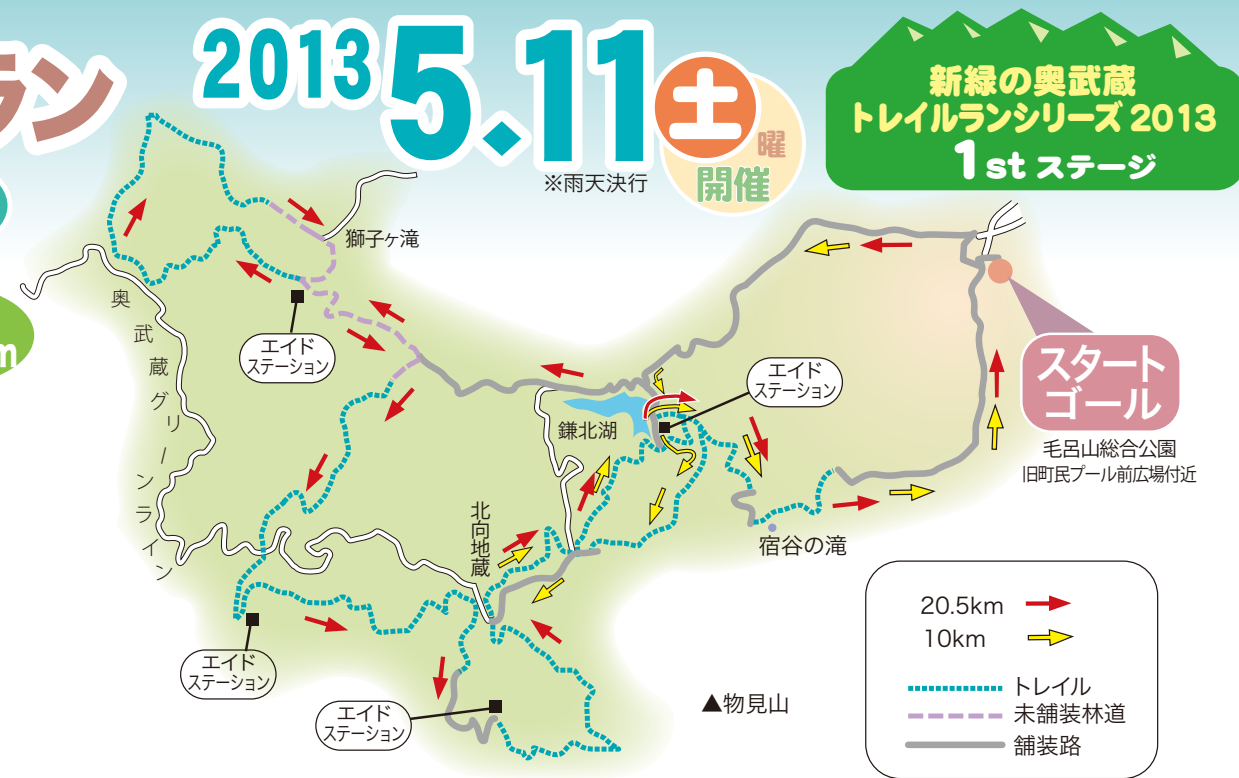 ラン
2013 5.11 土曜開催
※雨天決行
新緑の奥武蔵
トレイルランシリーズ 2013
1st ステージ
獅子ヶ滝
奥武蔵グリーンライン
エイド
ステーション
エイド
ステーション
鎌北湖
スタート
ゴール
毛呂山総合公園
旧町民プール前広場付近
北向地蔵
宿谷の滝
エイド
ステーション
エイド
ステーション
▲物見山
20.5km
10km
トレイル
未舗装林道
舗装路
m